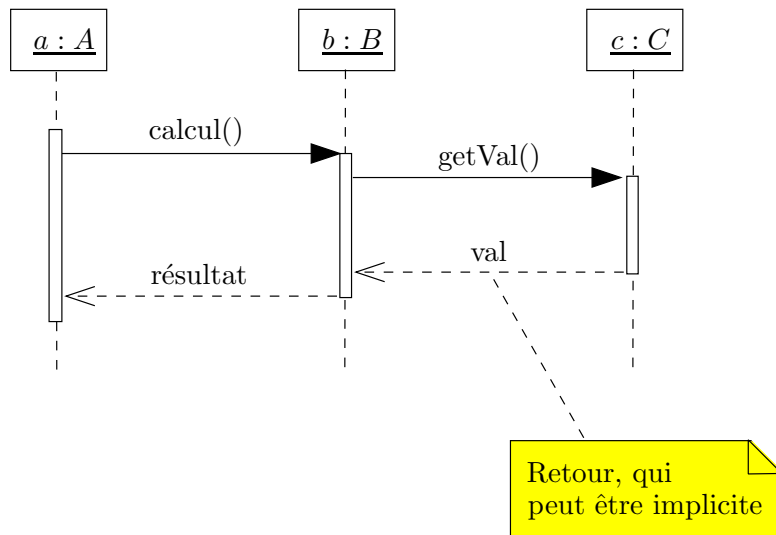 a : A
b : B
c : C
calcul()
getVal()
val
résultat
Retour, qui
peut être implicite